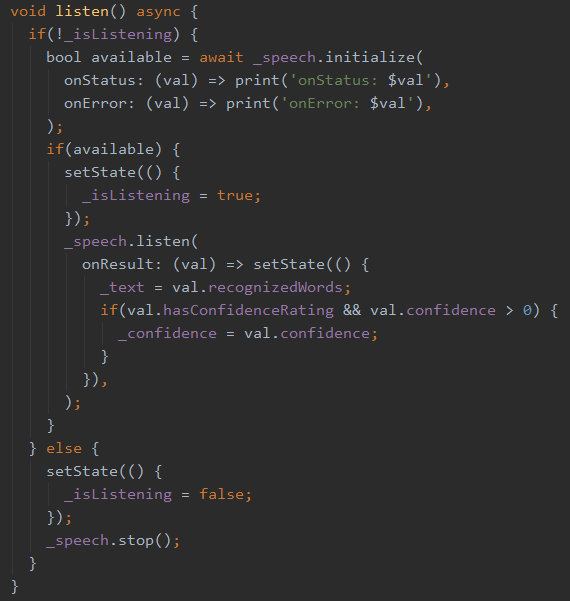 void listen() async {
  if(!_isListening) {
    bool available = await _speech.initialize(
      onStatus: (val) => print('onStatus: $val'),
      onError: (val) => print('onError: $val'),
    );
    if(available) {
      setState(() {
        _isListening = true;
      });
      _speech.listen(
        onResult: (val) => setState(() {
          _text = val.recognizedWords;
          if(val.hasConfidenceRating && val.confidence > 0) {
            _confidence = val.confidence;
          }
        }),
      );
    }
  } else {
    setState(() {
      _isListening = false;
    });
    _speech.stop();
  }
}